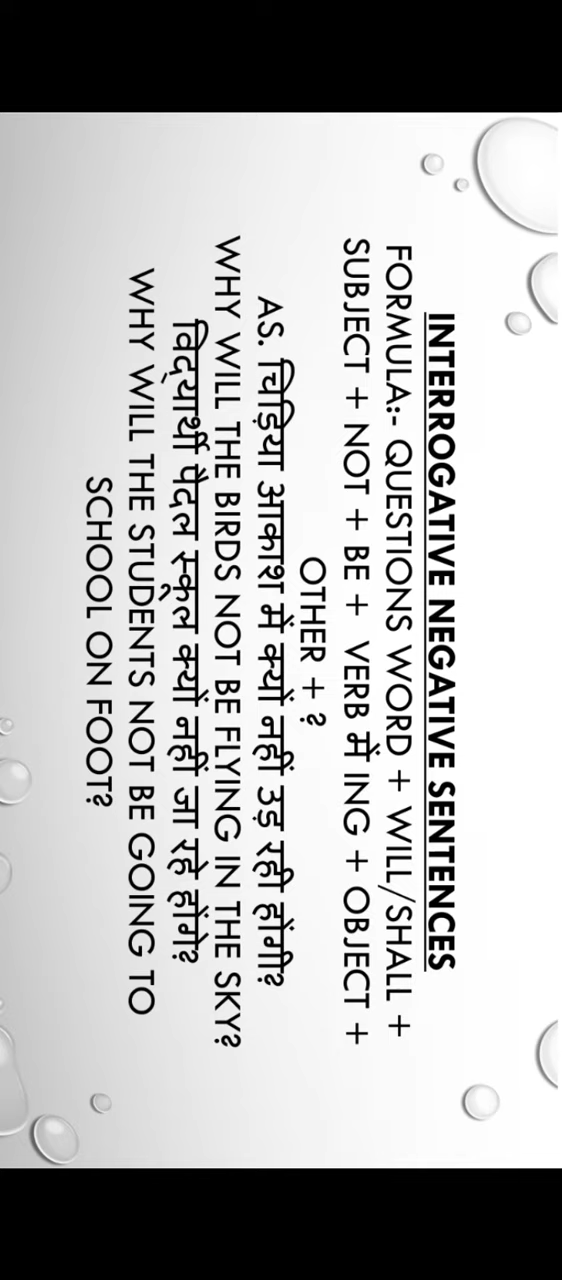 INTERROGATIVE NEGATIVE SENTENCES
FORMULA:- QUESTIONS WORD + WILL/SHALL +
SUBJECT + NOT + BE + VERB में ING + OBJECT +
OTHER + ?
AS. चिड़िया आकाश में क्यों नहीं उड़ रही होंगी?
WHY WILL THE BIRDS NOT BE FLYING IN THE SKY?
विद्यार्थी पैदल स्कूल क्यों नहीं जा रहे होंगे?
WHY WILL THE STUDENTS NOT BE GOING TO
SCHOOL ON FOOT?